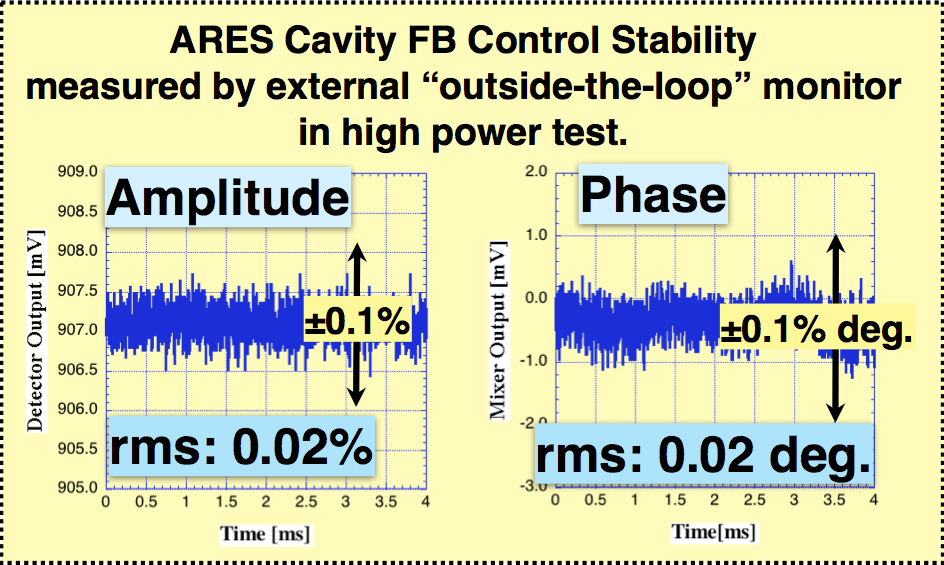 ARES Cavity FB Control Stability
measured by external “outside-the-loop” monitor
in high power test.
Amplitude
Detector Output [mV]
909.0
908.5
908.0
907.5
907.0
906.5
906.0
905.5
905.0
±0.1%
rms: 0.02%
0 0.5 1 1.5 2 2.5 3 3.5 4
Time [ms]
Phase
Mixer Output [mV]
2.0
1.0
0.0
-1.0
-2.0
-3.0
±0.1% deg.
rms: 0.02 deg.
0 0.5 1 1.5 2 2.5 3 3.5 4
Time[ms]